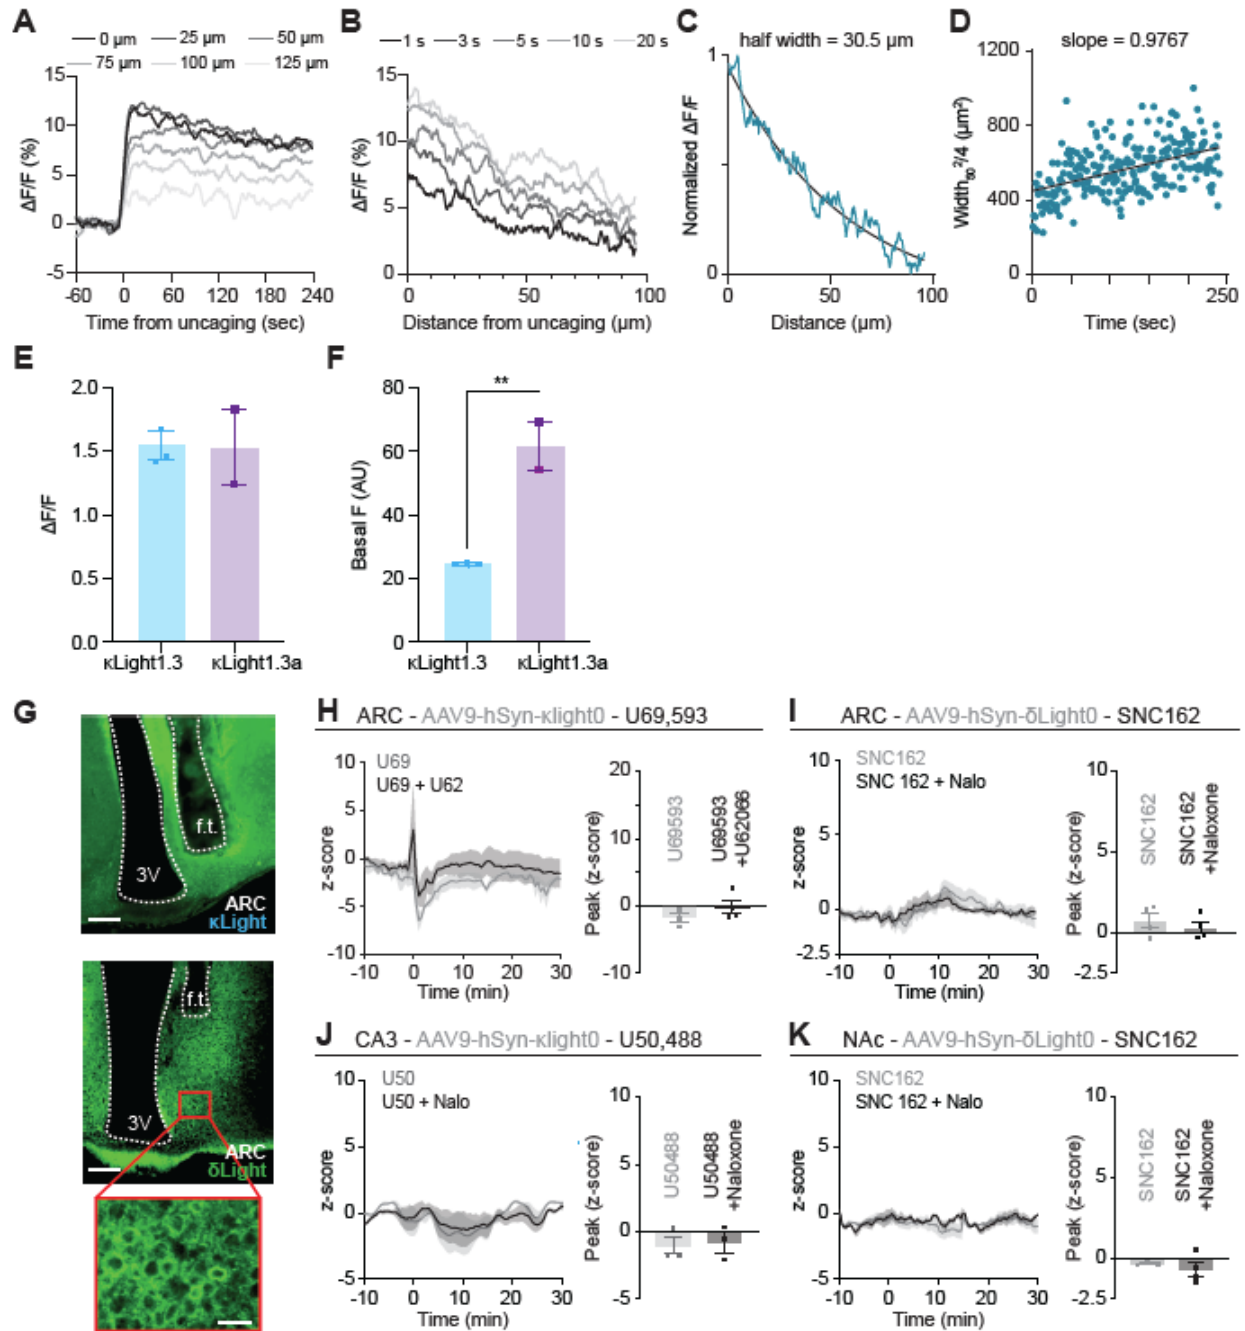 A
0 µm 25 µm 50 µm
75 µm 100 µm 125 µm
ΔF/F (%)
15
10
5
0
-5
-60 0 60 120 180 240
Time from uncaging (sec)
B
1 s 3 s 5 s 10 s 20 s
ΔF/F (%)
15
10
5
0
0 50 100
Distance from uncaging (µm)
C
half width = 30.5 µm
Normalized ΔF/F
1
0
0 50 100
Distance (µm)
D
slope = 0.9767
Width₆₀²/4 (µm²)
1200
800
400
0
0 250
Time (sec)
E
ΔF/F
2.0
1.5
1.0
0.5
0.0
κLight1.3 κLight1.3a
F
**
Basal F (AU)
80
60
40
20
0
κLight1.3 κLight1.3a
G
f.t.
3V
ARC
κLight
f.t.
3V
ARC
δLight
H ARC - AAV9-hSyn-κlight0 - U69,593
U69
U69 + U62
z-score
10
5
0
-5
-10
-10 0 10 20 30
Time (min)
Peak (z-score)
20
10
0
-10
U69593
U69593
+U62066
I ARC - AAV9-hSyn-δLight0 - SNC162
SNC162
SNC 162 + Nalo
z-score
10
5
0
-2.5
-10 0 10 20 30
Time (min)
Peak (z-score)
10
5
0
-2.5
SNC162
SNC162
+Naloxone
J CA3 - AAV9-hSyn-κlight0 - U50,488
U50
U50 + Nalo
z-score
10
5
0
-5
-10 0 10 20 30
Time (min)
Peak (z-score)
10
5
0
-5
U50488
U50488
+Naloxone
K NAc - AAV9-hSyn-δLight0 - SNC162
SNC162
SNC 162 + Nalo
z-score
10
5
0
-5
-10 0 10 20 30
Time (min)
Peak (z-score)
10
5
0
-2.5
SNC162
SNC162
+Naloxone